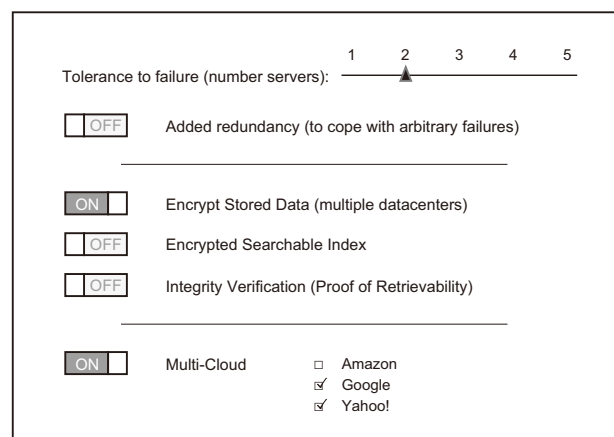 1 2 3 4 5
Tolerance to failure (number servers):
OFF Added redundancy (to cope with arbitrary failures)
ON Encrypt Stored Data (multiple datacenters)
OFF Encrypted Searchable Index
OFF Integrity Verification (Proof of Retrievability)
ON Multi-Cloud Amazon
Google
Yahoo!